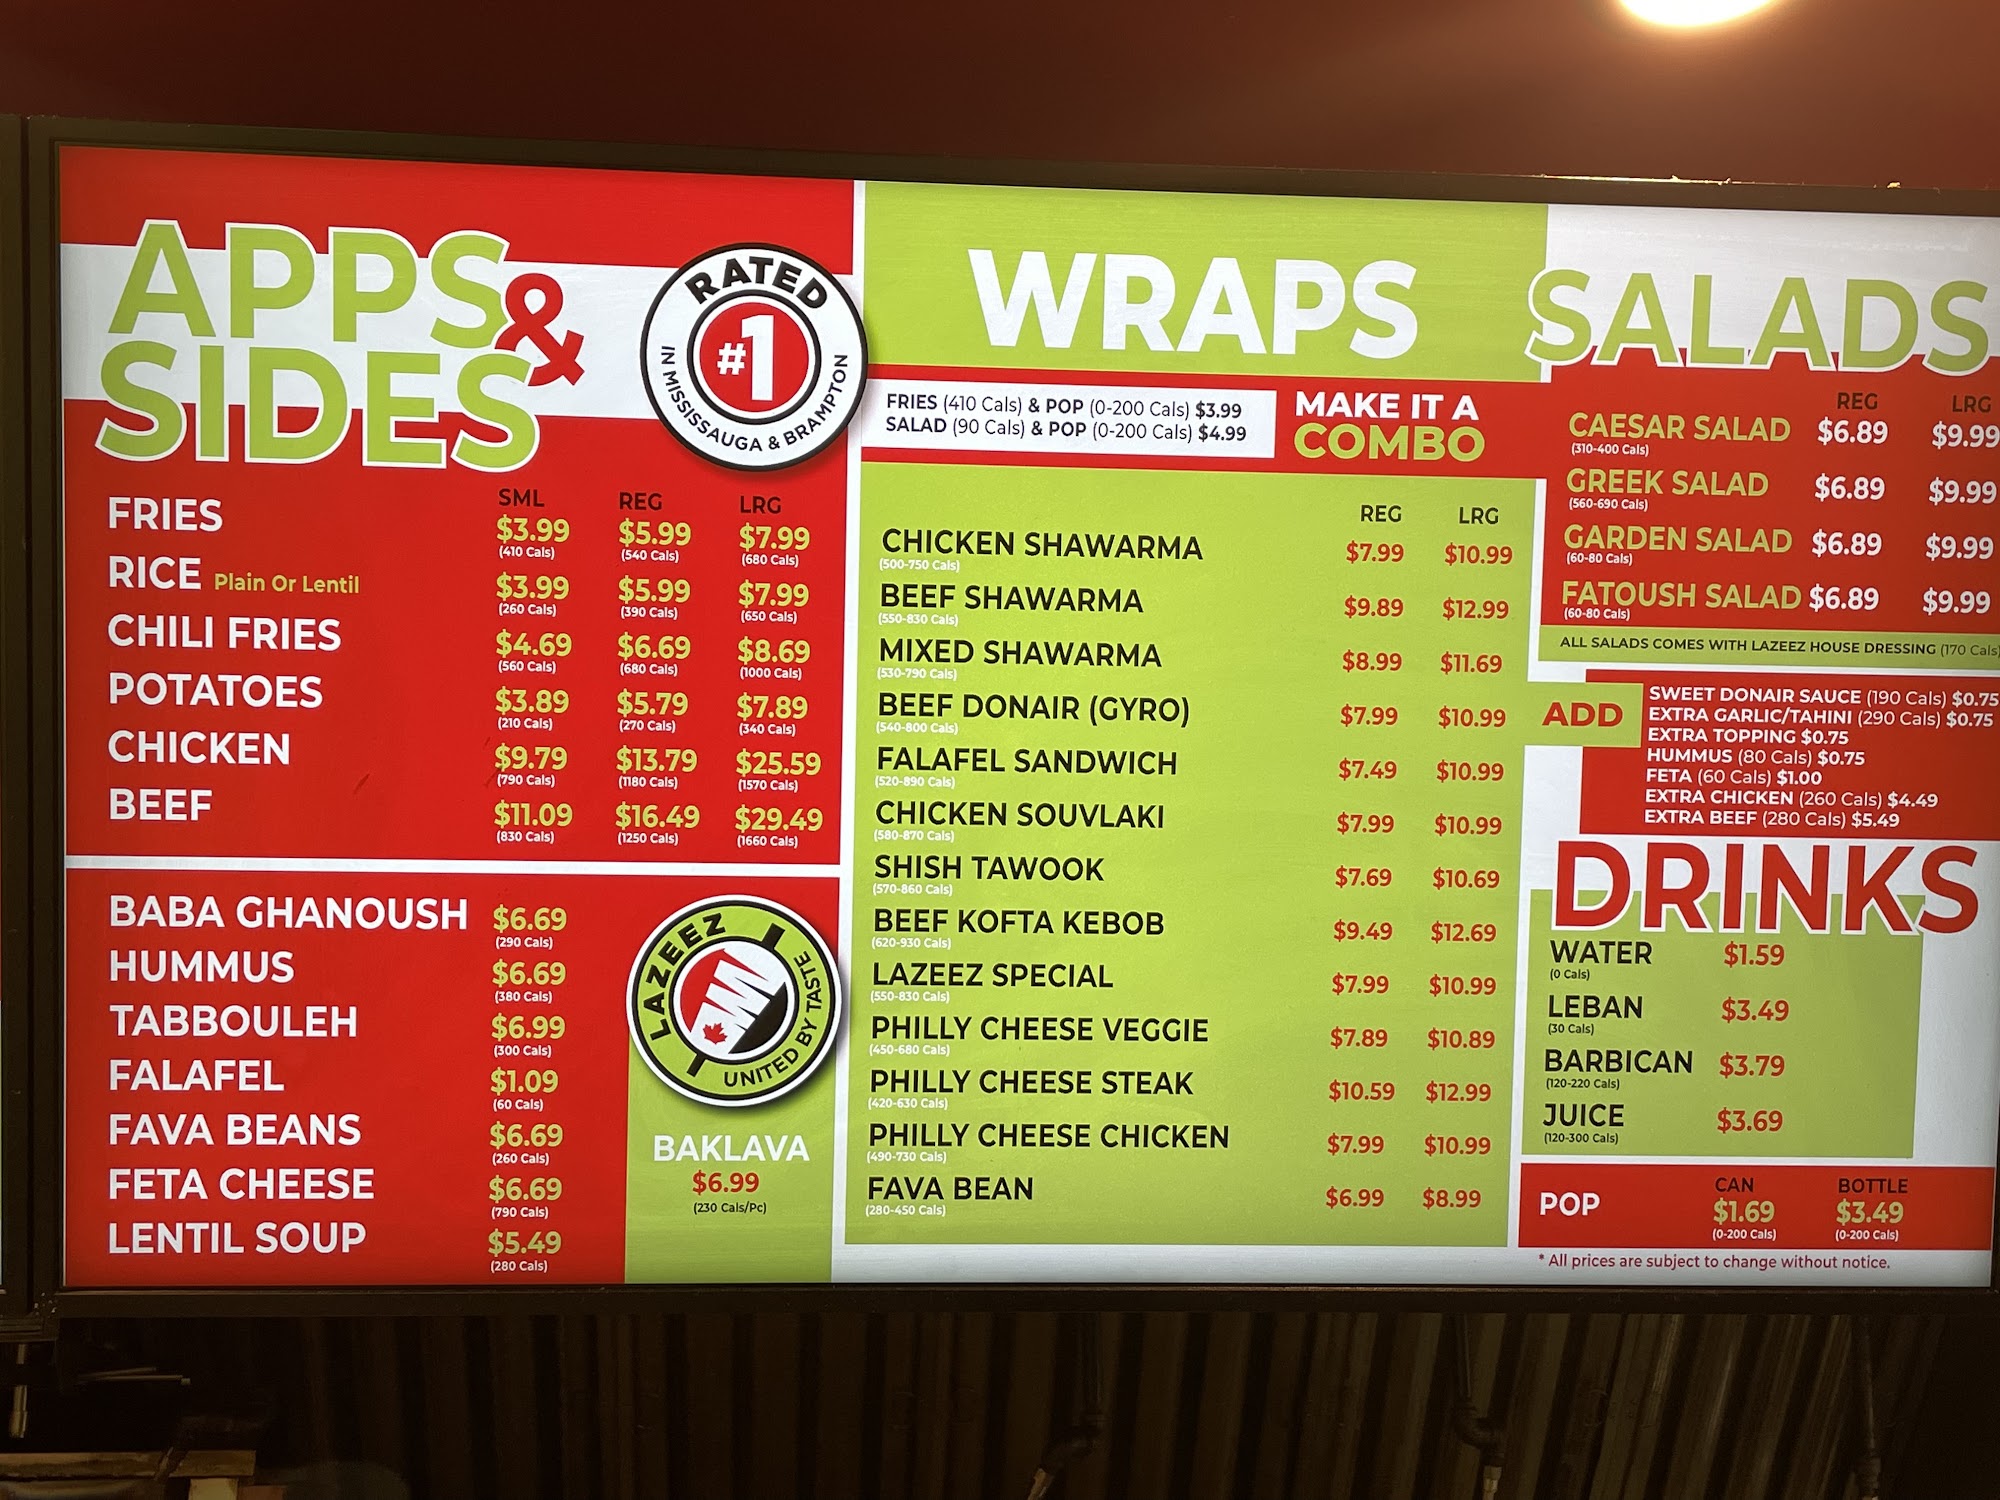 APPS &
SIDES
RATED
#1
IN MISSISSAUGA & BRAMPTON
SML REG LRG
FRIES $3.99 $5.99 $7.99
(410 Cals) (540 Cals) (680 Cals)
RICE Plain Or Lentil $3.99 $5.99 $7.99
(260 Cals) (390 Cals) (650 Cals)
CHILI FRIES $4.69 $6.69 $8.69
(560 Cals) (680 Cals) (1000 Cals)
POTATOES $3.89 $5.79 $7.89
(210 Cals) (270 Cals) (340 Cals)
CHICKEN $9.79 $13.79 $25.59
(790 Cals) (1180 Cals) (1570 Cals)
BEEF $11.09 $16.49 $29.49
(830 Cals) (1250 Cals) (1660 Cals)
BABA GHANOUSH $6.69
(290 Cals)
HUMMUS $6.69
(380 Cals)
TABBOULEH $6.99
(300 Cals)
FALAFEL $1.09
(60 Cals)
FAVA BEANS $6.69
(260 Cals)
FETA CHEESE $6.69
(790 Cals)
LENTIL SOUP $5.49
(280 Cals)
LAZEEZ
UNITED BY TASTE
BAKLAVA
$6.99
(230 Cals/Pc)
WRAPS
FRIES (410 Cals) & POP (0-200 Cals) $3.99
SALAD (90 Cals) & POP (0-200 Cals) $4.99
MAKE IT A
COMBO
REG LRG
CHICKEN SHAWARMA $7.99 $10.99
(500-750 Cals)
BEEF SHAWARMA $9.89 $12.99
(550-830 Cals)
MIXED SHAWARMA $8.99 $11.69
(530-790 Cals)
BEEF DONAIR (GYRO) $7.99 $10.99
(540-800 Cals)
FALAFEL SANDWICH $7.49 $10.99
(520-890 Cals)
CHICKEN SOUVLAKI $7.99 $10.99
(580-870 Cals)
SHISH TAWOOK $7.69 $10.69
(570-860 Cals)
BEEF KOFTA KEBOB $9.49 $12.69
(620-930 Cals)
LAZEEZ SPECIAL $7.99 $10.99
(550-830 Cals)
PHILLY CHEESE VEGGIE $7.89 $10.89
(450-680 Cals)
PHILLY CHEESE STEAK $10.59 $12.99
(420-630 Cals)
PHILLY CHEESE CHICKEN $7.99 $10.99
(490-730 Cals)
FAVA BEAN $6.99 $8.99
(280-450 Cals)
SALADS
REG LRG
CAESAR SALAD $6.89 $9.99
(310-400 Cals)
GREEK SALAD $6.89 $9.99
(560-690 Cals)
GARDEN SALAD $6.89 $9.99
(60-80 Cals)
FATOUSH SALAD $6.89 $9.99
(60-80 Cals)
ALL SALADS COMES WITH LAZEEZ HOUSE DRESSING (170 Cals)
ADD
SWEET DONAIR SAUCE (190 Cals) $0.75
EXTRA GARLIC/TAHINI (290 Cals) $0.75
EXTRA TOPPING $0.75
HUMMUS (80 Cals) $0.75
FETA (60 Cals) $1.00
EXTRA CHICKEN (260 Cals) $4.49
EXTRA BEEF (280 Cals) $5.49
DRINKS
WATER $1.59
(0 Cals)
LEBAN $3.49
(30 Cals)
BARBICAN $3.79
(120-220 Cals)
JUICE $3.69
(120-300 Cals)
CAN BOTTLE
POP $1.69 $3.49
(0-200 Cals) (0-200 Cals)
* All prices are subject to change without notice.